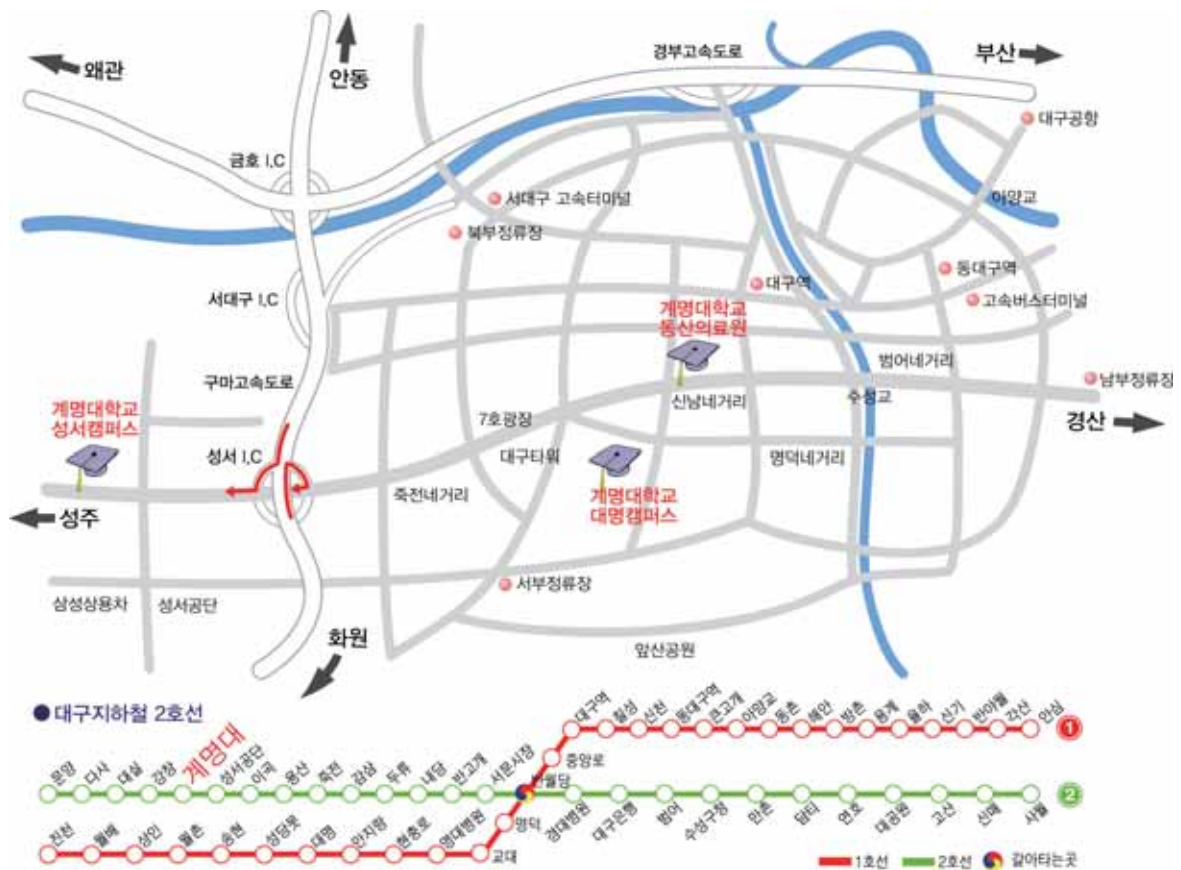 경부고속도로
부산
왜관
안동
대구공항
금호 I.C
서대구 고속터미널
아양교
북부정류장
동대구역
대구역
서대구 I.C
고속버스터미널
계명대학교
동산의료원
범어네거리
구마고속도로
남부정류장
신남네거리
수성교
계명대학교
성서캠퍼스
7호광장
경산
성서 I.C
대구타워
명덕네거리
죽전네거리
계명대학교
대명캠퍼스
성주
서부정류장
삼성상용차
성서공단
화원
앞산공원
대구지하철 2호선
대구역 칠성 신천 동대구역 큰고개 아양교 동촌 해안 방촌 용계 율하 신기 반야월 각산 안심
1
중앙로
문양 다사 대실 강창 계명대 성서공단 이곡 용산 죽전 감삼 두류 내당 반고개 서문시장 반월당
2
경대병원 대구은행 범어 수성구청 만촌 담티 연호 대공원 고산 신매 사월
명덕
진천 월배 상인 월촌 송현 성당못 대명 안지랑 현충로 영대병원 교대
1호선 2호선 갈아타는곳